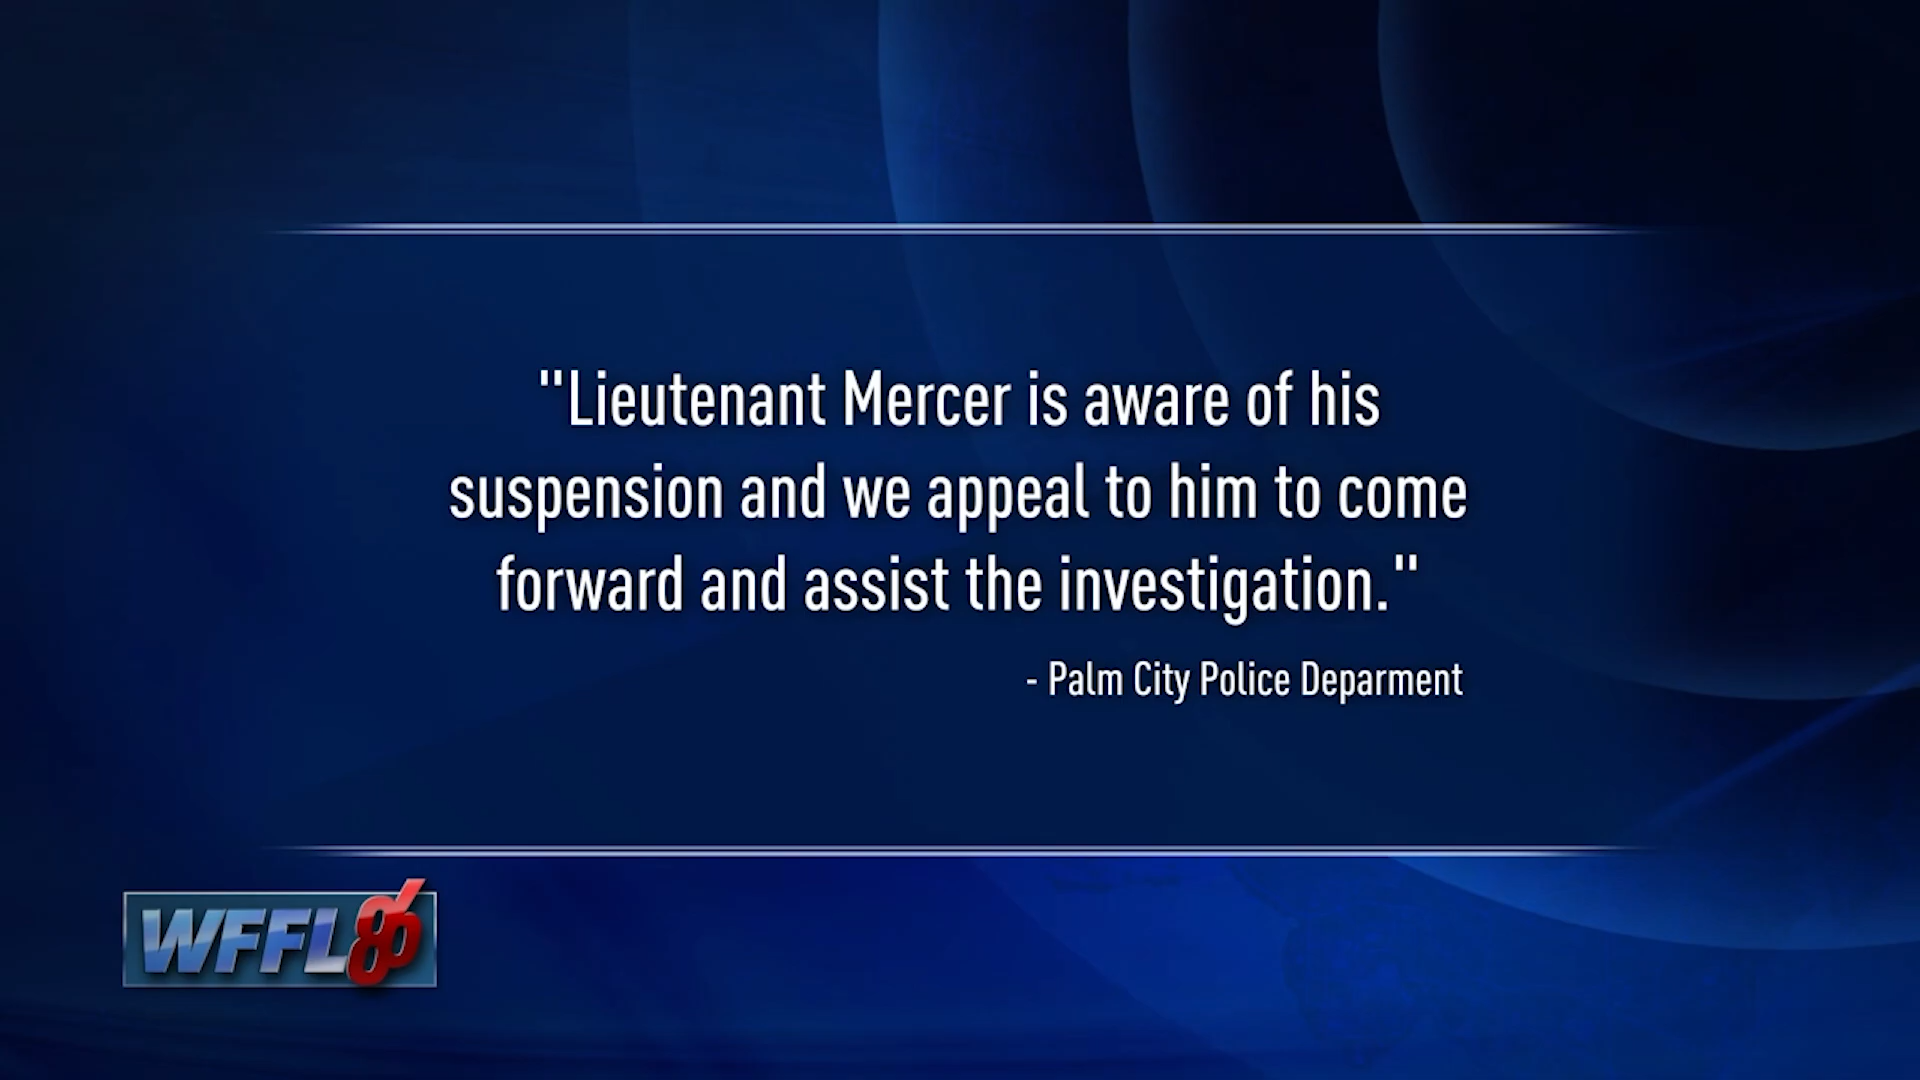 "Lieutenant Mercer is aware of his
suspension and we appeal to him to come
forward and assist the investigation."
- Palm City Police Deparment
WFFL86